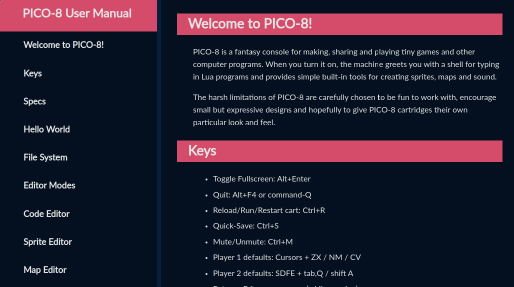 PICO-8 User Manual
Welcome to PICO-8!
Keys
Specs
Hello World
File System
Editor Modes
Code Editor
Sprite Editor
Map Editor
Welcome to PICO-8!
PICO-8 is a fantasy console for making, sharing and playing tiny games and other
computer programs. When you turn it on, the machine greets you with a shell for typing
in Lua programs and provides simple built-in tools for creating sprites, maps and sound.
The harsh limitations of PICO-8 are carefully chosen to be fun to work with, encourage
small but expressive designs and hopefully to give PICO-8 cartridges their own
particular look and feel.
Keys
• Toggle Fullscreen: Alt+Enter
• Quit: Alt+F4 or command-Q
• Reload/Run/Restart cart: Ctrl+R
• Quick-Save: Ctrl+S
• Mute/Unmute: Ctrl+M
• Player 1 defaults: Cursors + ZX / NM / CV
• Player 2 defaults: SDFE + tab,Q / shift A